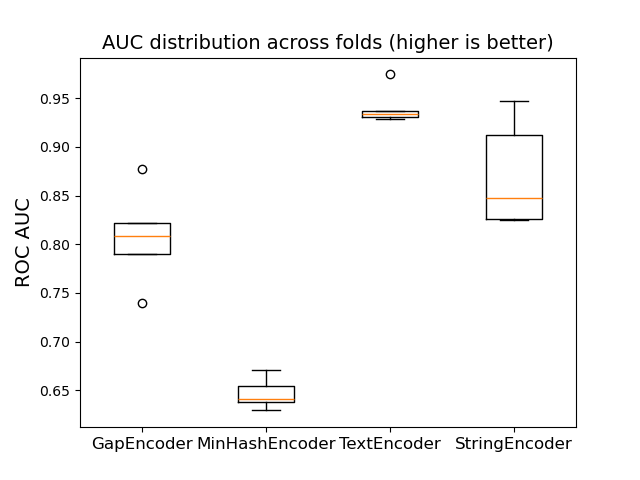 AUC distribution across folds (higher is better)
ROC AUC
0.95
0.90
0.85
0.80
0.75
0.70
0.65
GapEncoder MinHashEncoder TextEncoder StringEncoder